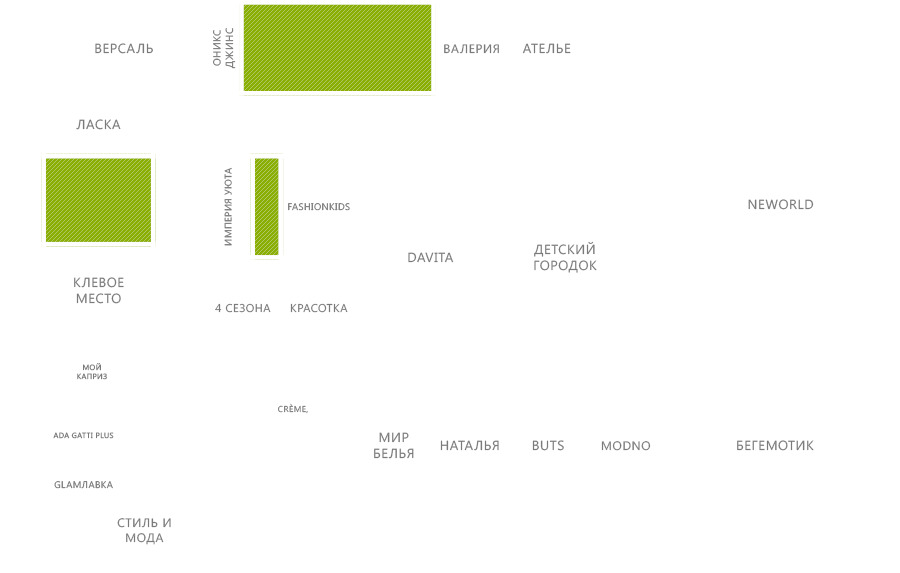 ВЕРСАЛЬ
ОНИКС
ДЖИНС
ВАЛЕРИЯ
АТЕЛЬЕ
ЛАСКА
ИМПЕРИЯ УЮТА
FASHIONKIDS
NEWORLD
DAVITA
ДЕТСКИЙ
ГОРОДОК
КЛЕВОЕ
МЕСТО
4 СЕЗОНА
КРАСОТКА
МОЙ
КАПРИЗ
CRÈME,
ADA GATTI PLUS
МИР
БЕЛЬЯ
НАТАЛЬЯ
BUTS
MODNO
БЕГЕМОТИК
GLAMЛАВКА
СТИЛЬ И
МОДА